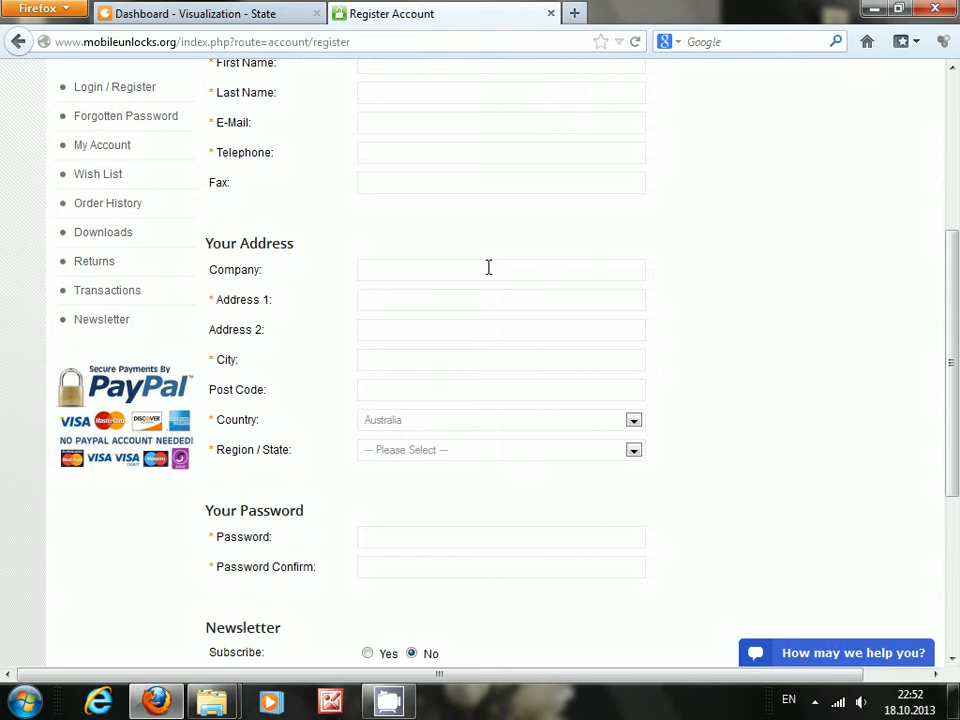 Firefox
Dashboard - Visualization - State
Register Account
www.mobileunlocks.org/index.php?route=account/register
Google
* First Name:
Login / Register
* Last Name:
Forgotten Password
* E-Mail:
My Account
* Telephone:
Wish List
Fax:
Order History
Downloads
Your Address
Returns
Company:
Transactions
* Address 1:
Newsletter
Address 2:
* City:
Secure Payments By
PayPal
Post Code:
VISA MasterCard DISCOVER
* Country:
Australia
NO PAYPAL ACCOUNT NEEDED!
* Region / State:
--- Please Select ---
VISA VISA
Your Password
* Password:
* Password Confirm:
Newsletter
Subscribe:
Yes
No
How may we help you?
EN
22:52
18.10.2013